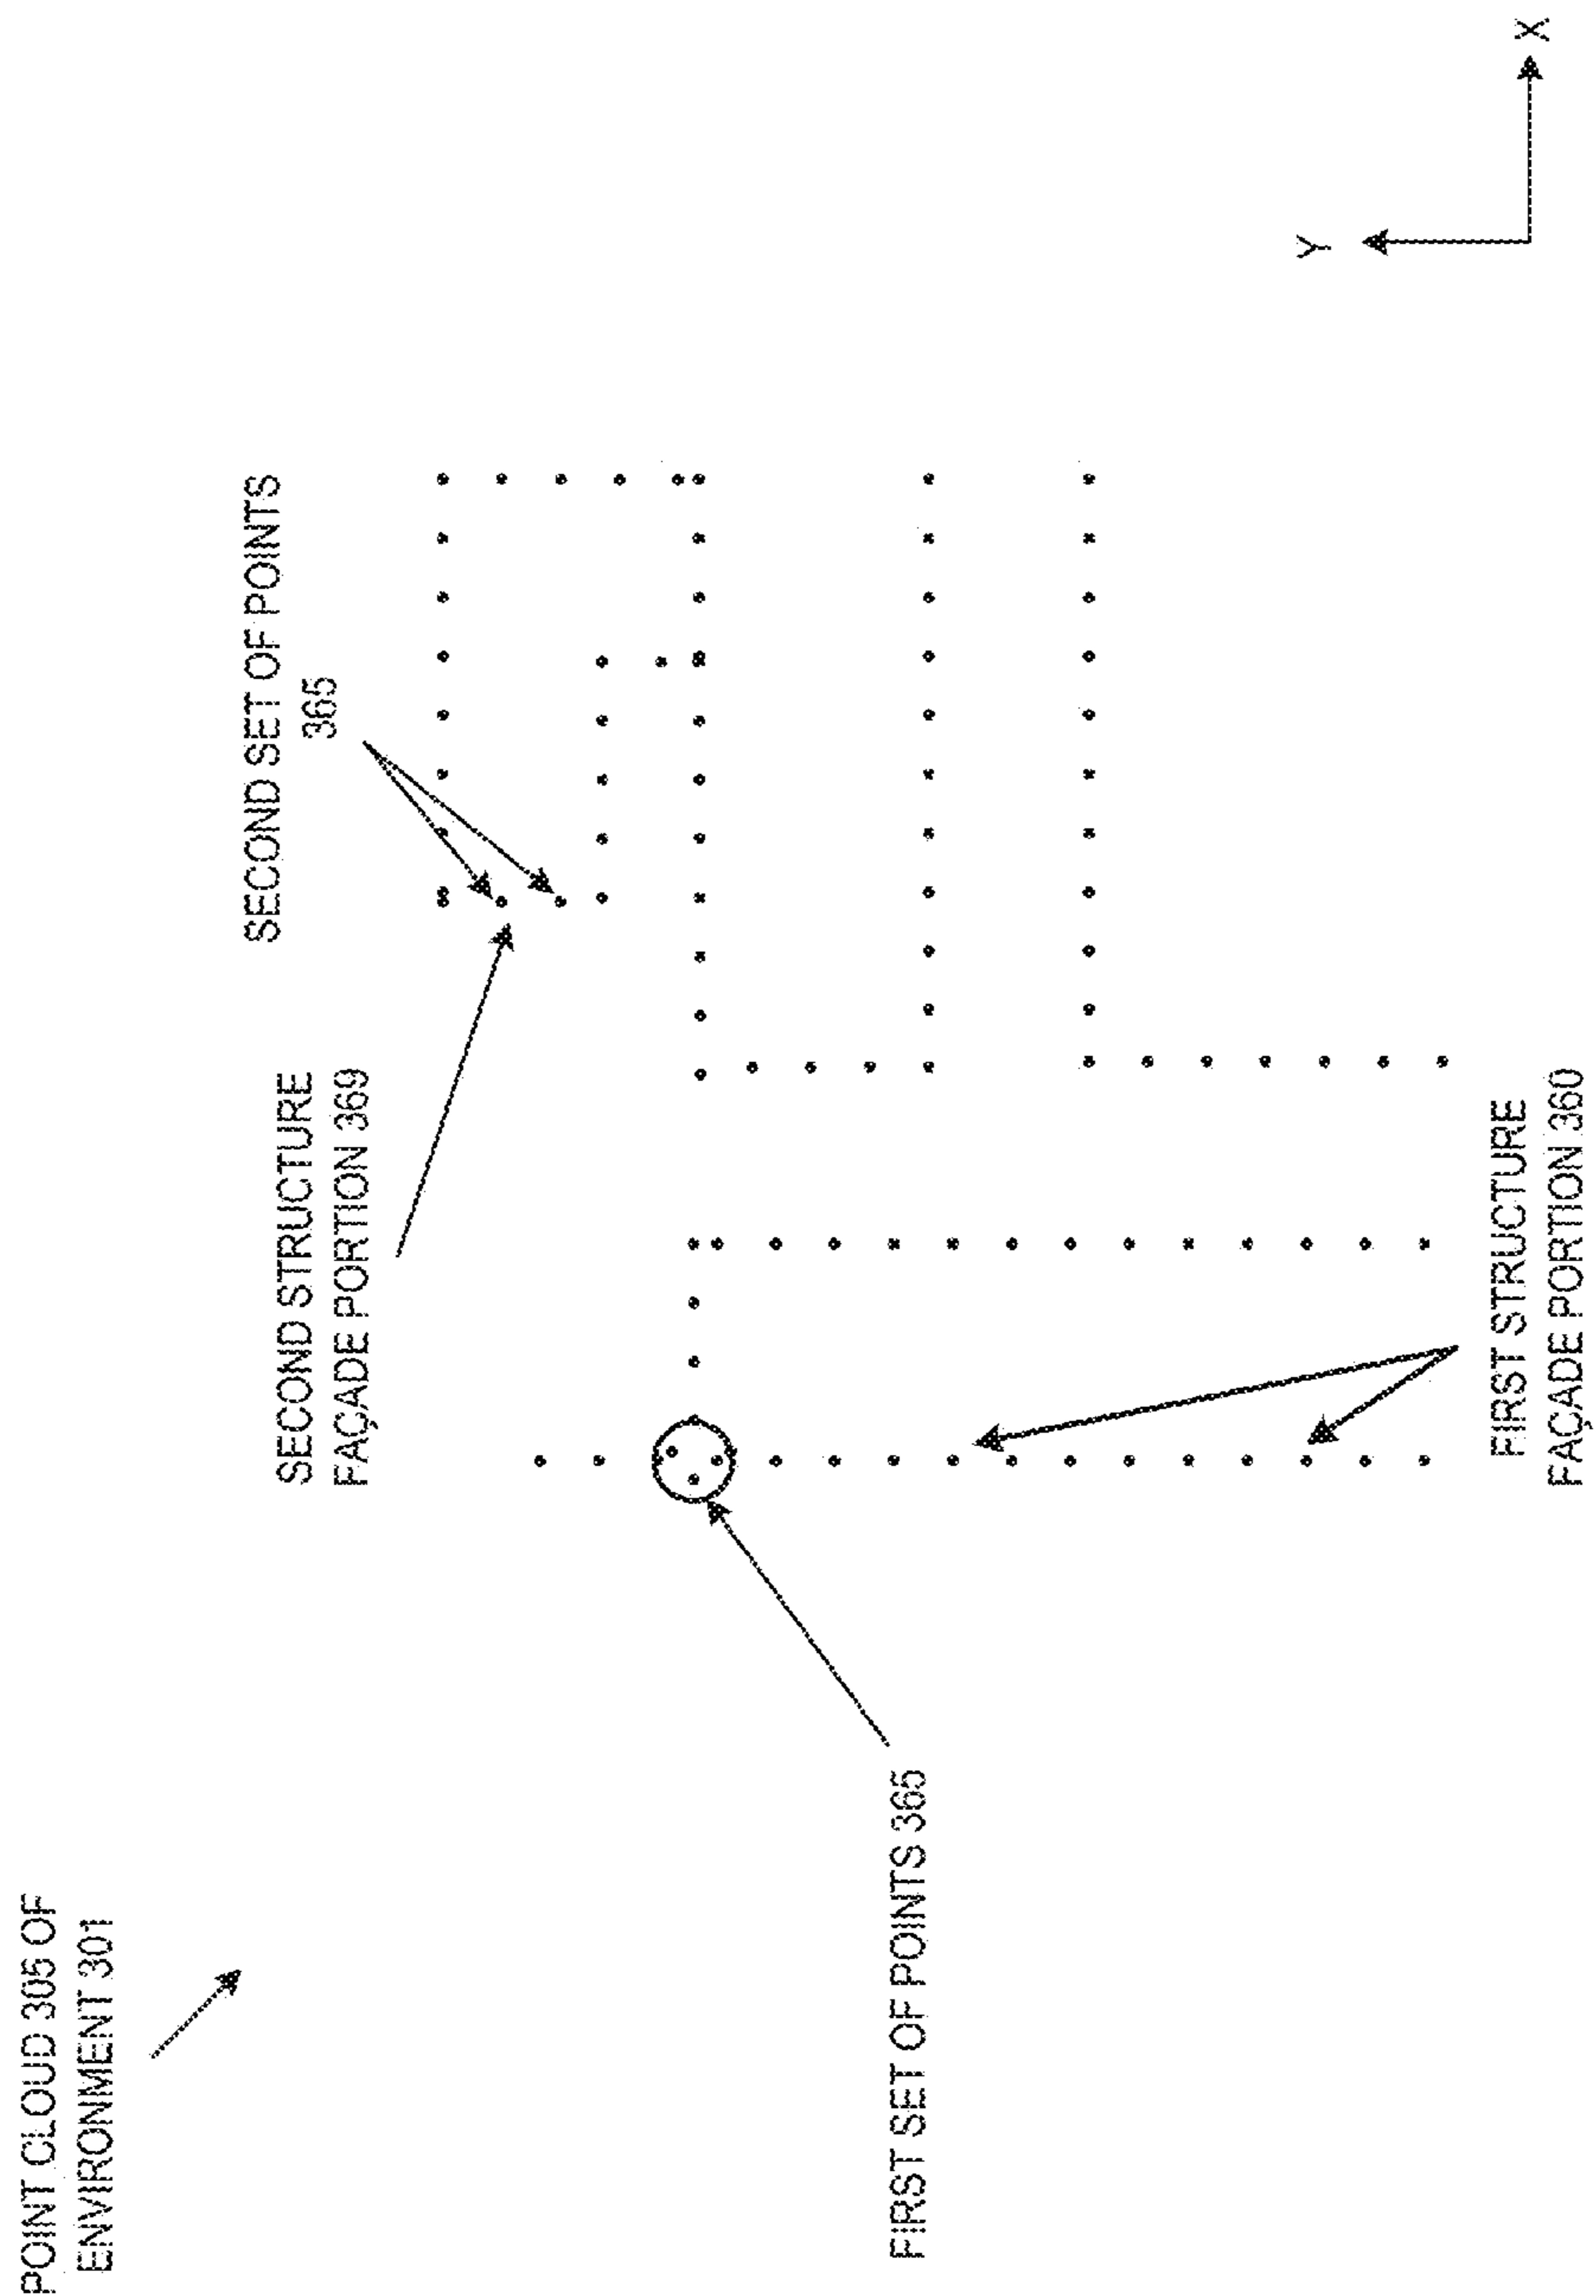 POINT CLOUD 305 OF
ENVIRONMENT 301
SECOND STRUCTURE
FAÇADE PORTION 369
SECOND SET OF POINTS
365
FIRST SET OF POINTS 365
FIRST STRUCTURE
FAÇADE PORTION 360
Y
X